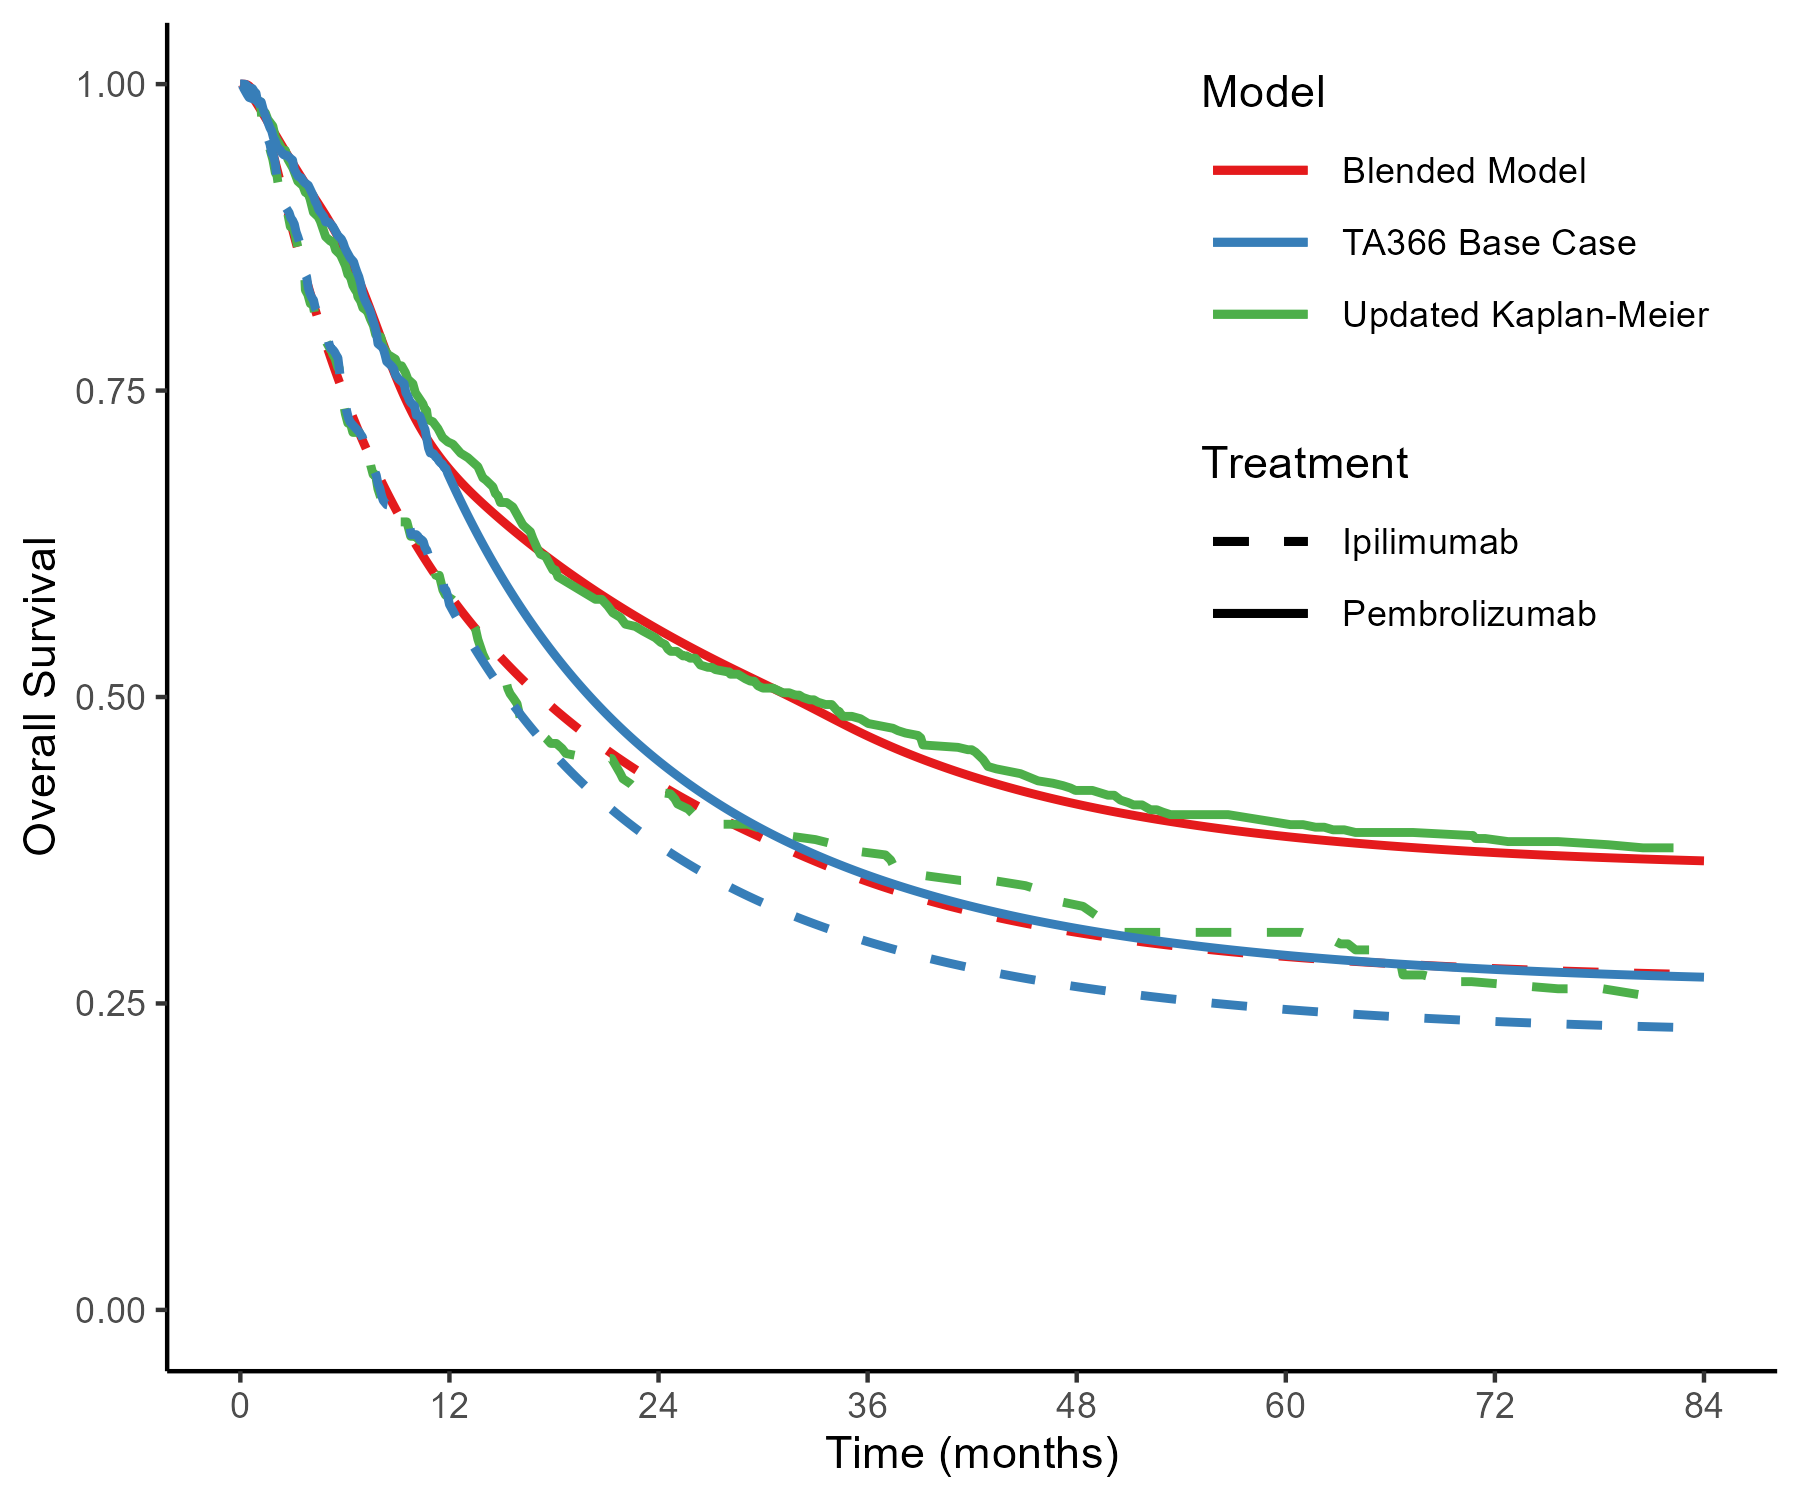 1.00
0.75
0.50
0.25
0.00
Overall Survival
0 12 24 36 48 60 72 84
Time (months)
Model
Blended Model
TA366 Base Case
Updated Kaplan-Meier
Treatment
Ipilimumab
Pembrolizumab